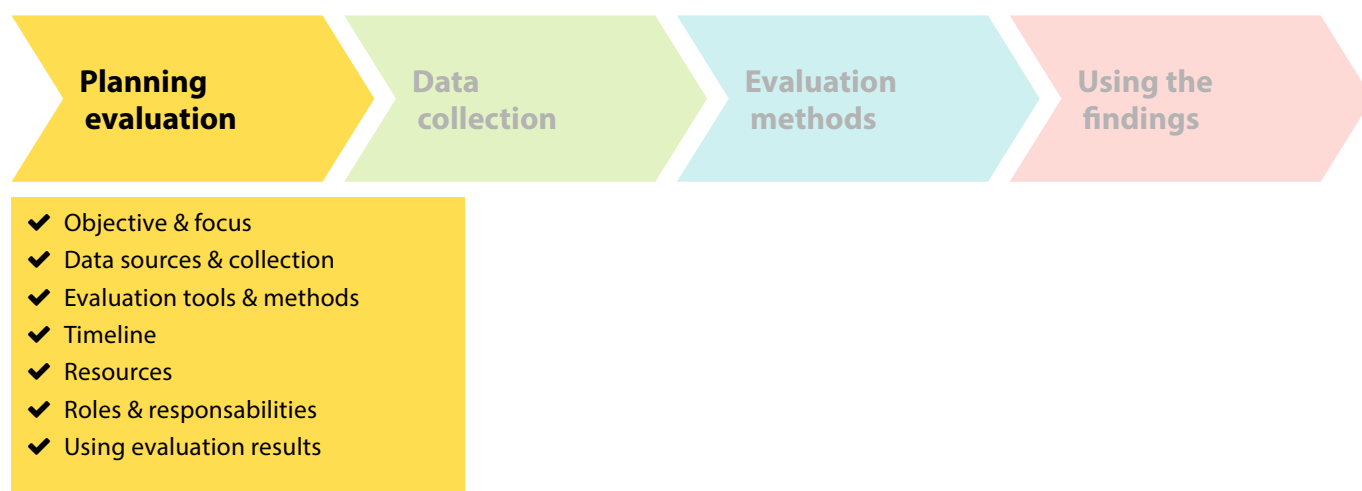 Planning
evaluation
Data
collection
Evaluation
methods
Using the
findings
✔ Objective & focus
✔ Data sources & collection
✔ Evaluation tools & methods
✔ Timeline
✔ Resources
✔ Roles & responsabilities
✔ Using evaluation results